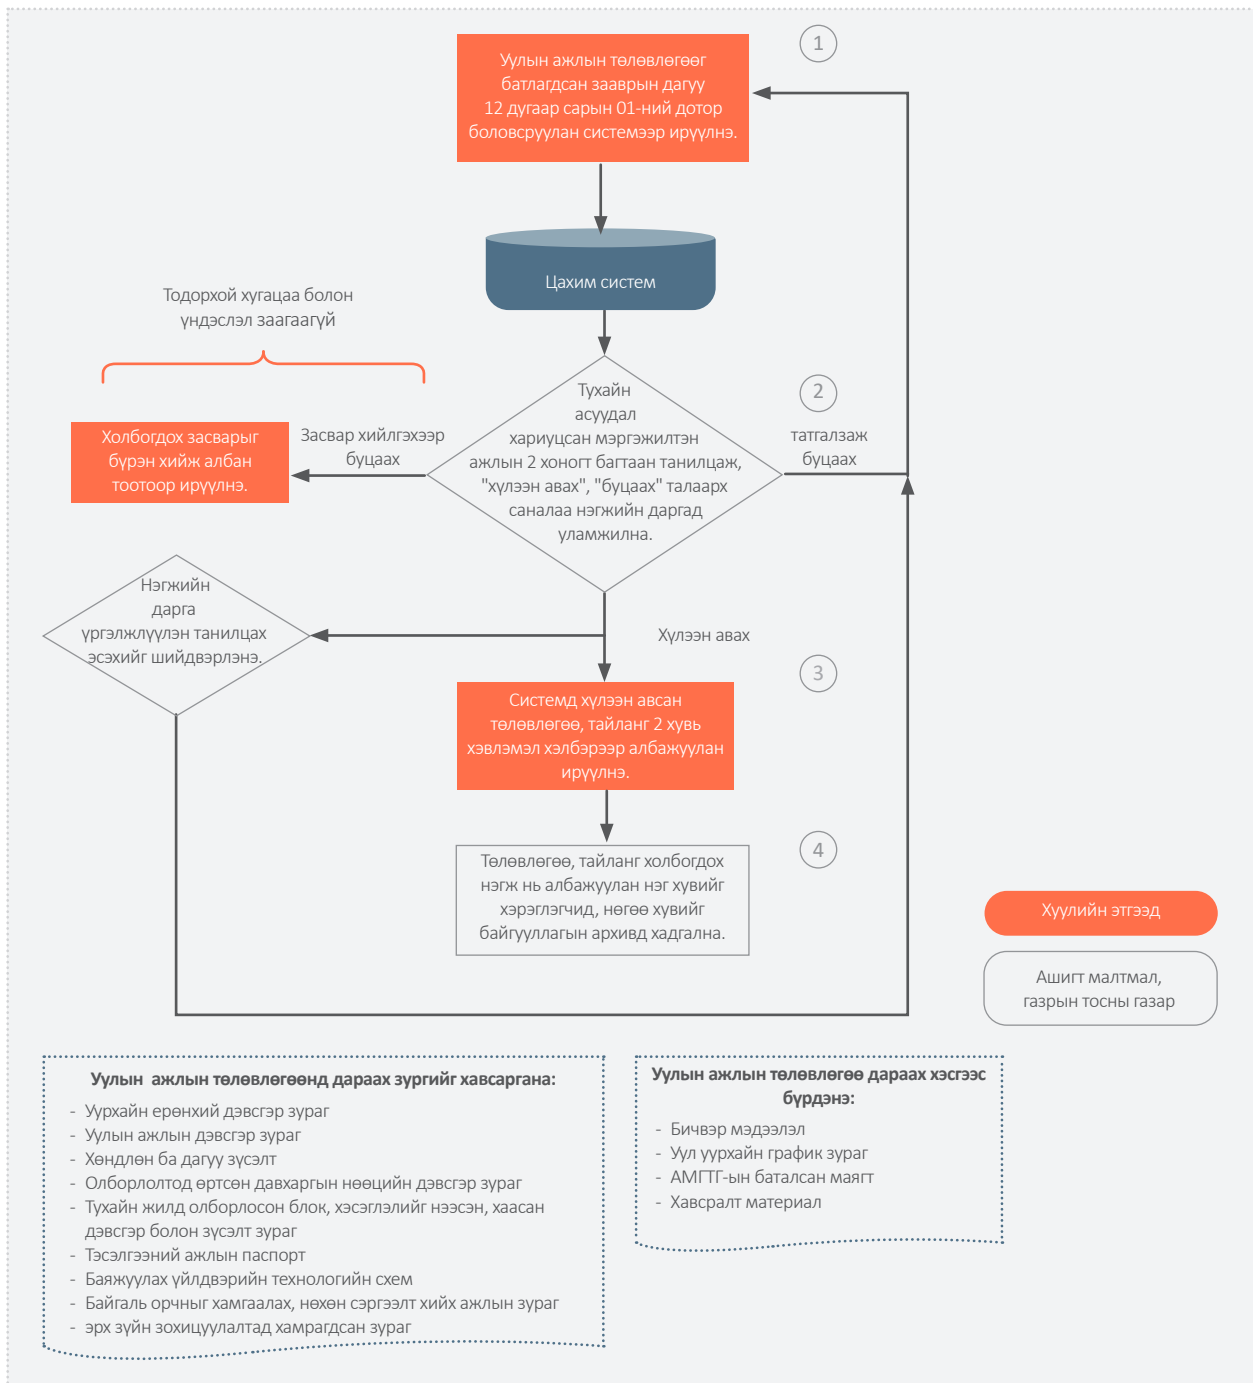 1
Уулын ажлын төлөвлөгөөг
батлагдсан зааврын дагуу
12 дугаар сарын 01-ний дотор
боловсруулан системээр ирүүлнэ.
Цахим систем
Тодорхой хугацаа болон
үндэслэл заагаагүй
2
Тухайн
асуудал
хариуцсан мэргэжилтэн
ажлын 2 хоногт багтаан танилцаж,
"хүлээн авах", "буцаах" талаарх
саналаа нэгжийн даргад
уламжилна.
Холбогдох засварыг
бүрэн хийж албан
тоотоор ирүүлнэ.
Засвар хийлгэхээр
буцаах
татгалзаж
буцаах
Нэгжийн
дарга
үргэлжлүүлэн танилцах
эсэхийг шийдвэрлэнэ.
Хүлээн авах
3
Системд хүлээн авсан
төлөвлөгөө, тайланг 2 хувь
хэвлэмэл хэлбэрээр албажуулан
ирүүлнэ.
4
Төлөвлөгөө, тайланг холбогдох
нэгж нь албажуулан нэг хувийг
хэрэглэгчид, нөгөө хувийг
байгууллагын архивд хадгална.
Хуулийн этгээд
Ашигт малтмал,
газрын тосны газар
Уулын ажлын төлөвлөгөөнд дараах зургийг хавсаргана:
- Уурхайн ерөнхий дэвсгэр зураг
- Уулын ажлын дэвсгэр зураг
- Хөндлөн ба дагуу зүсэлт
- Олборлолтод өртсөн давхаргын нөөцийн дэвсгэр зураг
- Тухайн жилд олборлосон блок, хэсэглэлийг нээсэн, хаасан
дэвсгэр болон зүсэлт зураг
- Тэсэлгээний ажлын паспорт
- Баяжуулах үйлдвэрийн технологийн схем
- Байгаль орчныг хамгаалах, нөхөн сэргээлт хийх ажлын зураг
- эрх зүйн зохицуулалтад хамрагдсан зураг
Уулын ажлын төлөвлөгөө дараах хэсгээс
бүрдэнэ:
- Бичвэр мэдээлэл
- Уул уурхайн график зураг
- АМГТГ-ын баталсан маягт
- Хавсралт материал